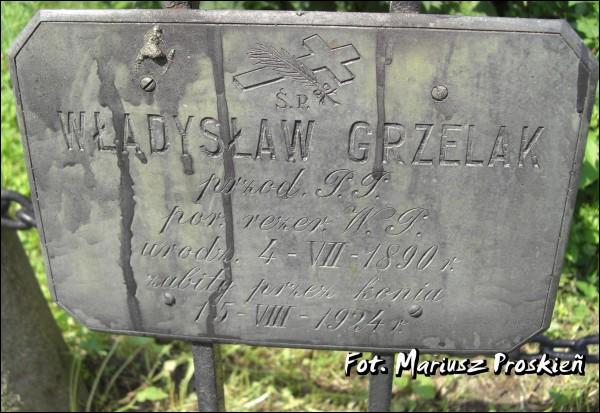 Ś.P.
WŁADYSŁAW GRZELAK
przod. P.P.
por. rezer. W.P.
urodz. 4-VII-1890 r.
zabity przez konia
15-VIII-1924 r.
Fot. Mariusz Proskień